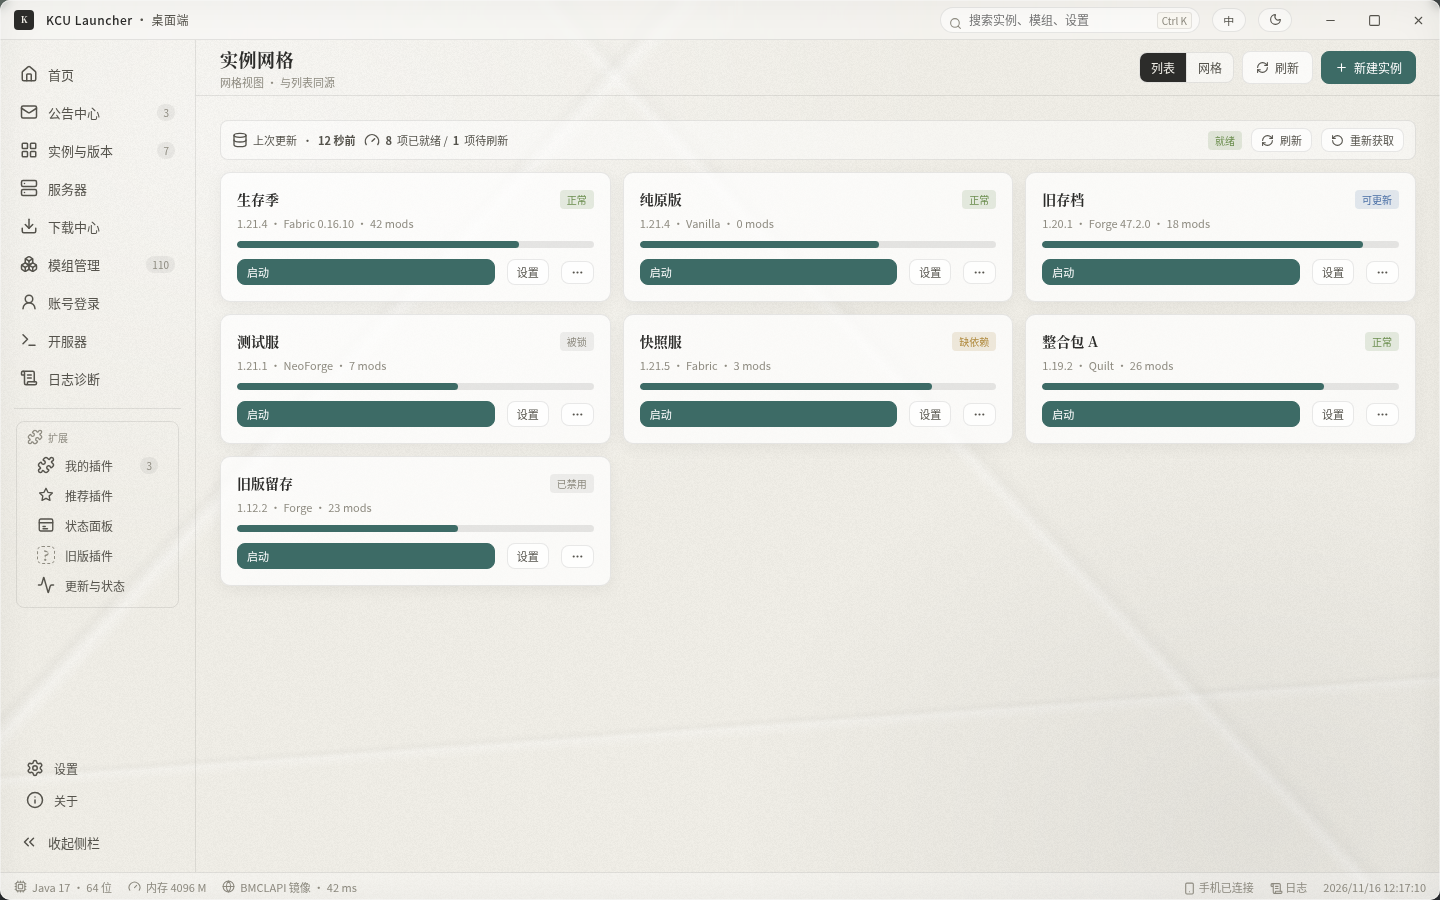 K KCU Launcher • 桌面端
搜索实例、模组、设置 Ctrl K
中
首页
公告中心 3
实例与版本 7
服务器
下载中心
模组管理 110
账号登录
开服器
日志诊断
扩展
我的插件 3
推荐插件
状态面板
? 旧版插件
更新与状态
设置
关于
收起侧栏
实例网格
网格视图 • 与列表同源
列表 网格 刷新 新建实例
上次更新 • 12 秒前 8 项已就绪 / 1 项待刷新
就绪 刷新 重新获取
生存季 正常
1.21.4 • Fabric 0.16.10 • 42 mods
启动 设置 ···
纯原版 正常
1.21.4 • Vanilla • 0 mods
启动 设置 ···
旧存档 可更新
1.20.1 • Forge 47.2.0 • 18 mods
启动 设置 ···
测试服 被锁
1.21.1 • NeoForge • 7 mods
启动 设置 ···
快照服 缺依赖
1.21.5 • Fabric • 3 mods
启动 设置 ···
整合包 A 正常
1.19.2 • Quilt • 26 mods
启动 设置 ···
旧版留存 已禁用
1.12.2 • Forge • 23 mods
启动 设置 ···
Java 17 • 64 位 内存 4096 M BMCLAPI 镜像 • 42 ms
手机已连接 日志 2026/11/16 12:17:10